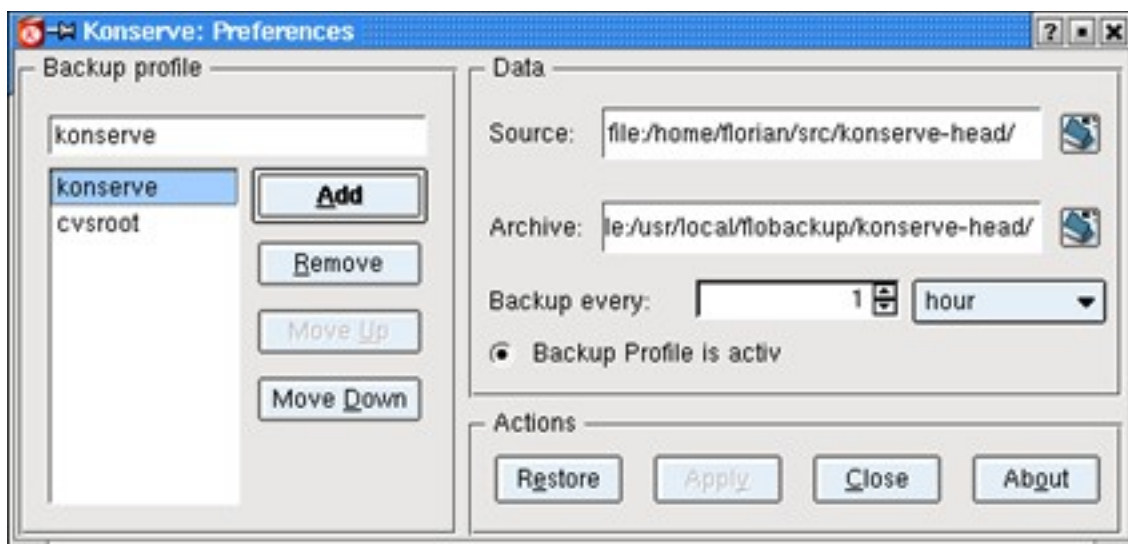 Konserve: Preferences
Backup profile
konserve
konserve
cvsroot
Add
Remove
Move Up
Move Down
Data
Source: file:/home/florian/src/konserve-head/
Archive: le:/usr/local/flobackup/konserve-head/
Backup every: 1 hour
Backup Profile is activ
Actions
Restore Apply Close About